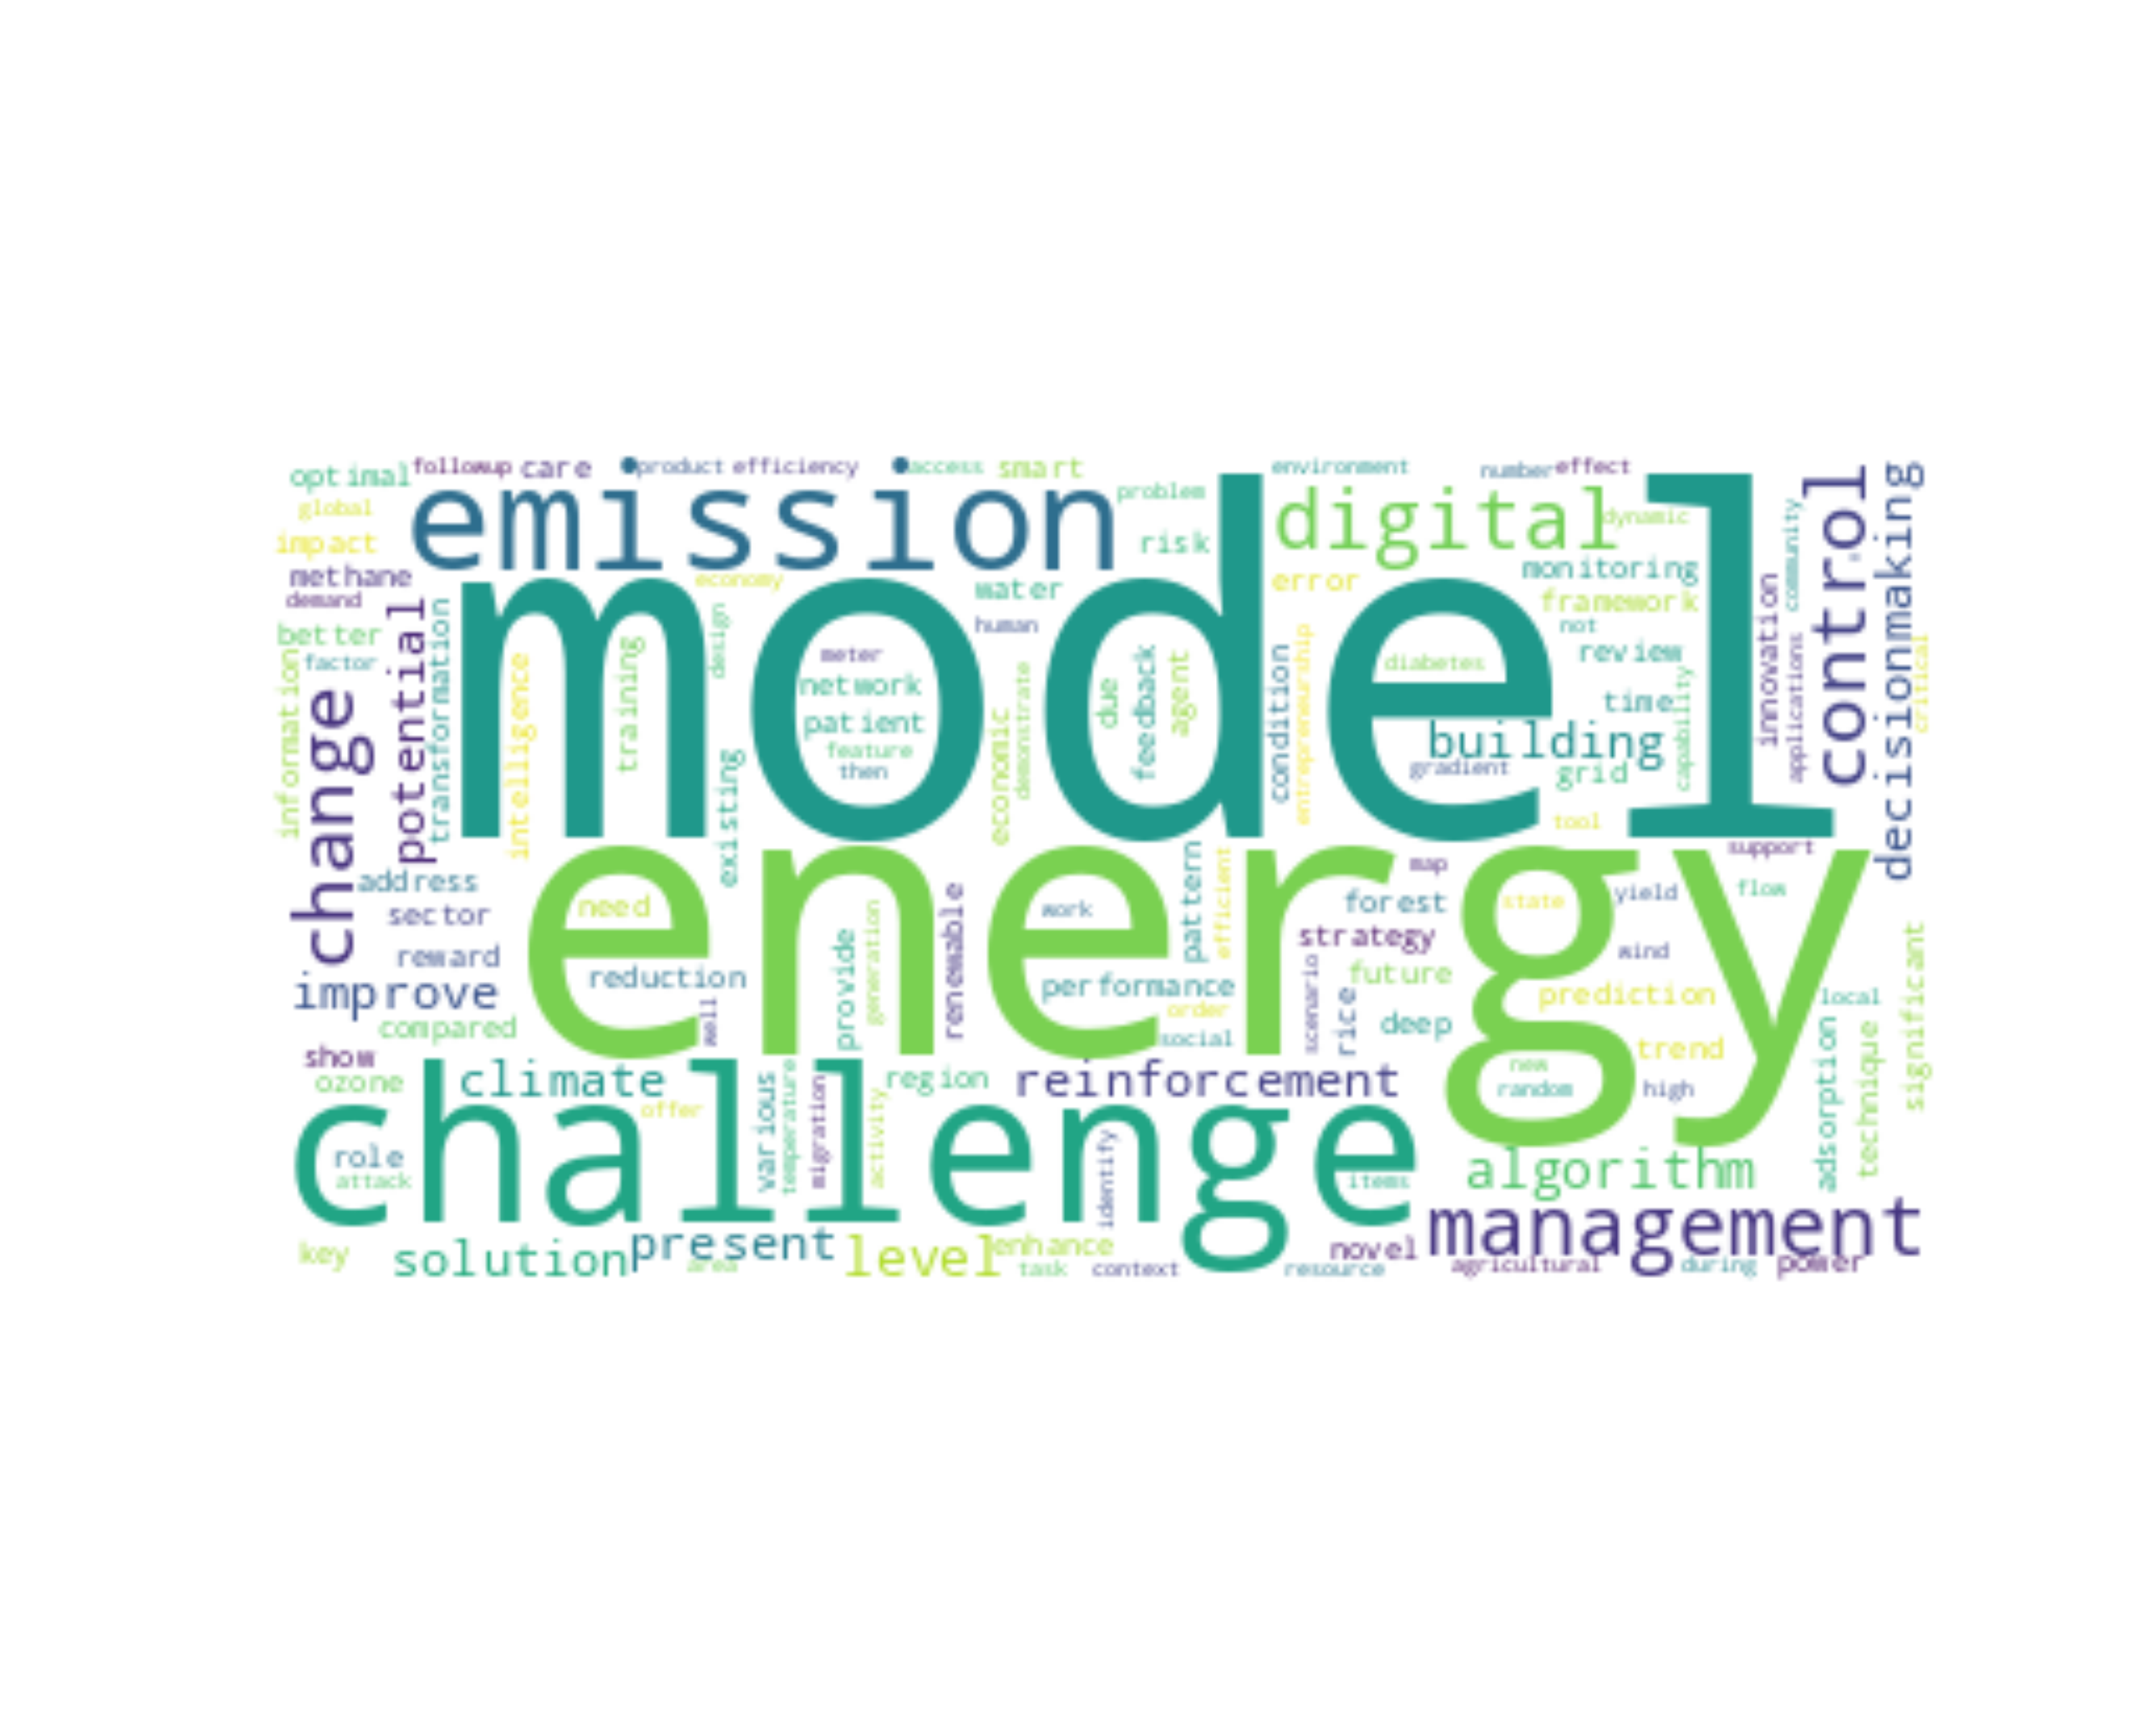 optimal followup care product efficiency access smart environment number effect
global emission problem digital dynamic
impact risk monitoring
methane economy water error framework
demand human not
better meter diabetes review
factor network time
patient building
feature gradient grid
then tool
model
control
decisionmaking
community
innovation
applications
critical
capability
change
potential
transformation
information
intelligence
training
design
existing
economic
demonstrate
due
feedback
agent
condition
entrepreneurship
energy
address map support
sector need work forest state yield flow
reward strategy wind
improve reduction performance future prediction local
compared order deep
show social trend
well
provide
generation
renewable
pattern
efficient
scenario
rice
adsorption
technique
significant
ozone climate region reinforcement new
offer random high
challenge
role
attack items
various
temperature
migration
activity
identify
algorithm
management
key solution present level enhance novel
area task context resource agricultural during power